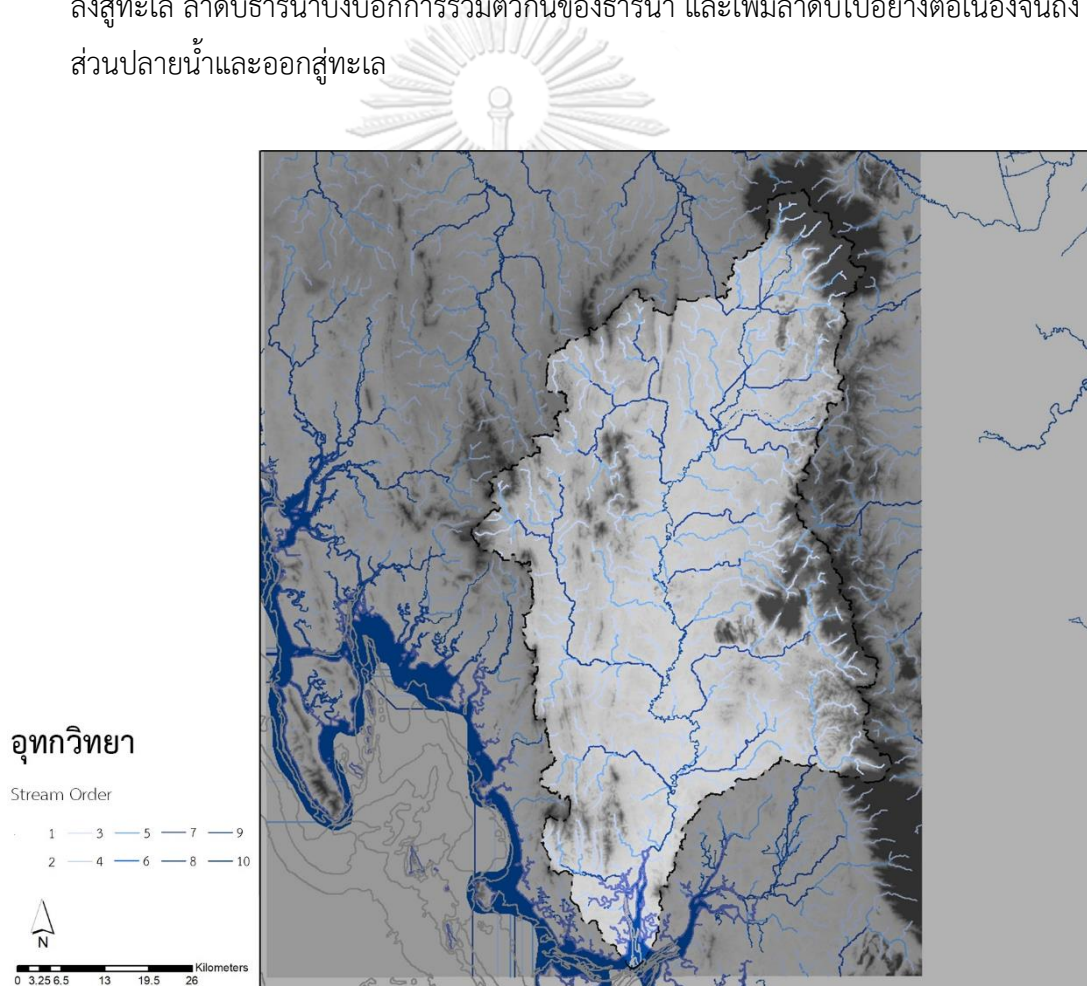 ลงสู่ทะเล ลำดับธารน้ำบ่งบอกการรวมตัวกันของธารน้ำ และเพิ่มลำดับไปอย่างต่อเนื่องจนถึง
ส่วนปลายน้ำและออกสู่ทะเล
อุทกวิทยา
Stream Order
1 3 5 7 9
2 4 6 8 10
N
Kilometers
0 3.25 6.5 13 19.5 26